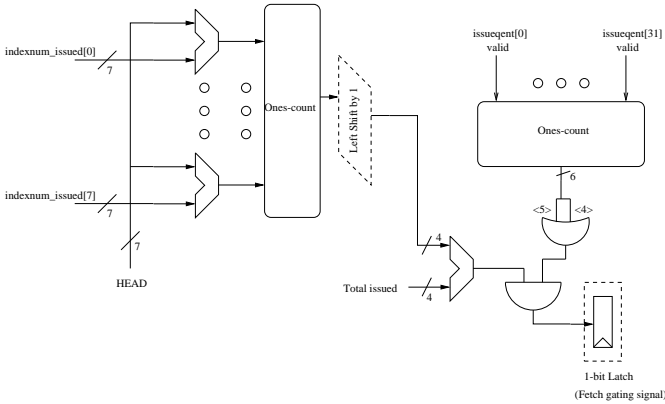 issueqent[0]
valid
issueqent[31]
valid
indexnum_issued[0]
7
Ones-count
Left Shift by 1
Ones-count
6
<5>
<4>
indexnum_issued[7]
7
7
HEAD
4
Total issued
4
1-bit Latch
(Fetch gating signal)